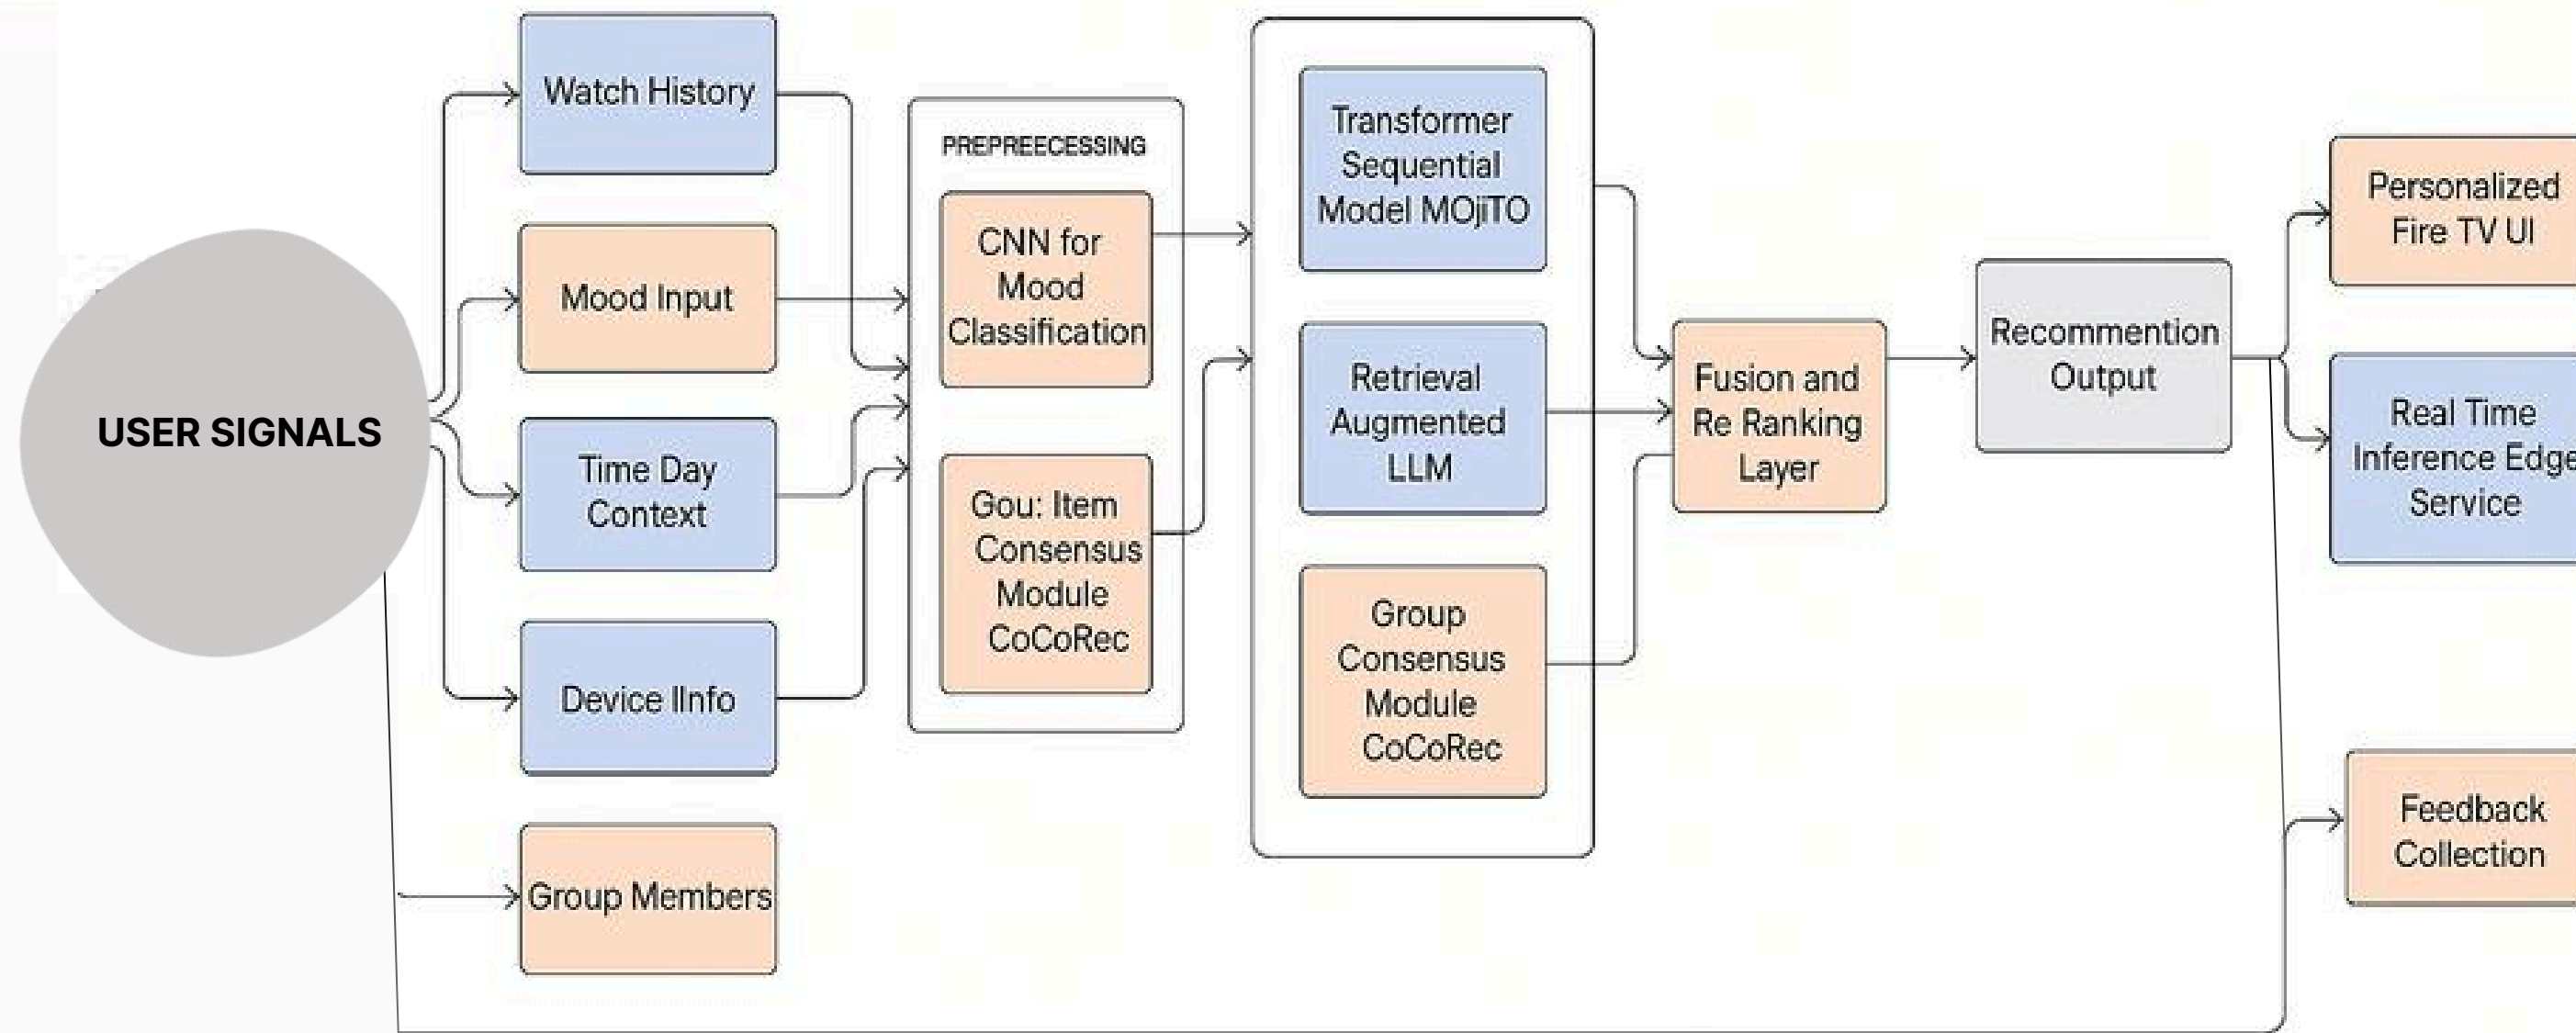 USER SIGNALS
Watch History
Mood Input
Time Day
Context
Device IInfo
Group Members
PREPREECESSING
CNN for
Mood
Classification
Gou: Item
Consensus
Module
CoCoRec
Transformer
Sequential
Model MOjiTO
Retrieval
Augmented
LLM
Group
Consensus
Module
CoCoRec
Fusion and
Re Ranking
Layer
Recommention
Output
Personalized
Fire TV UI
Real Time
Inference Edge
Service
Feedback
Collection